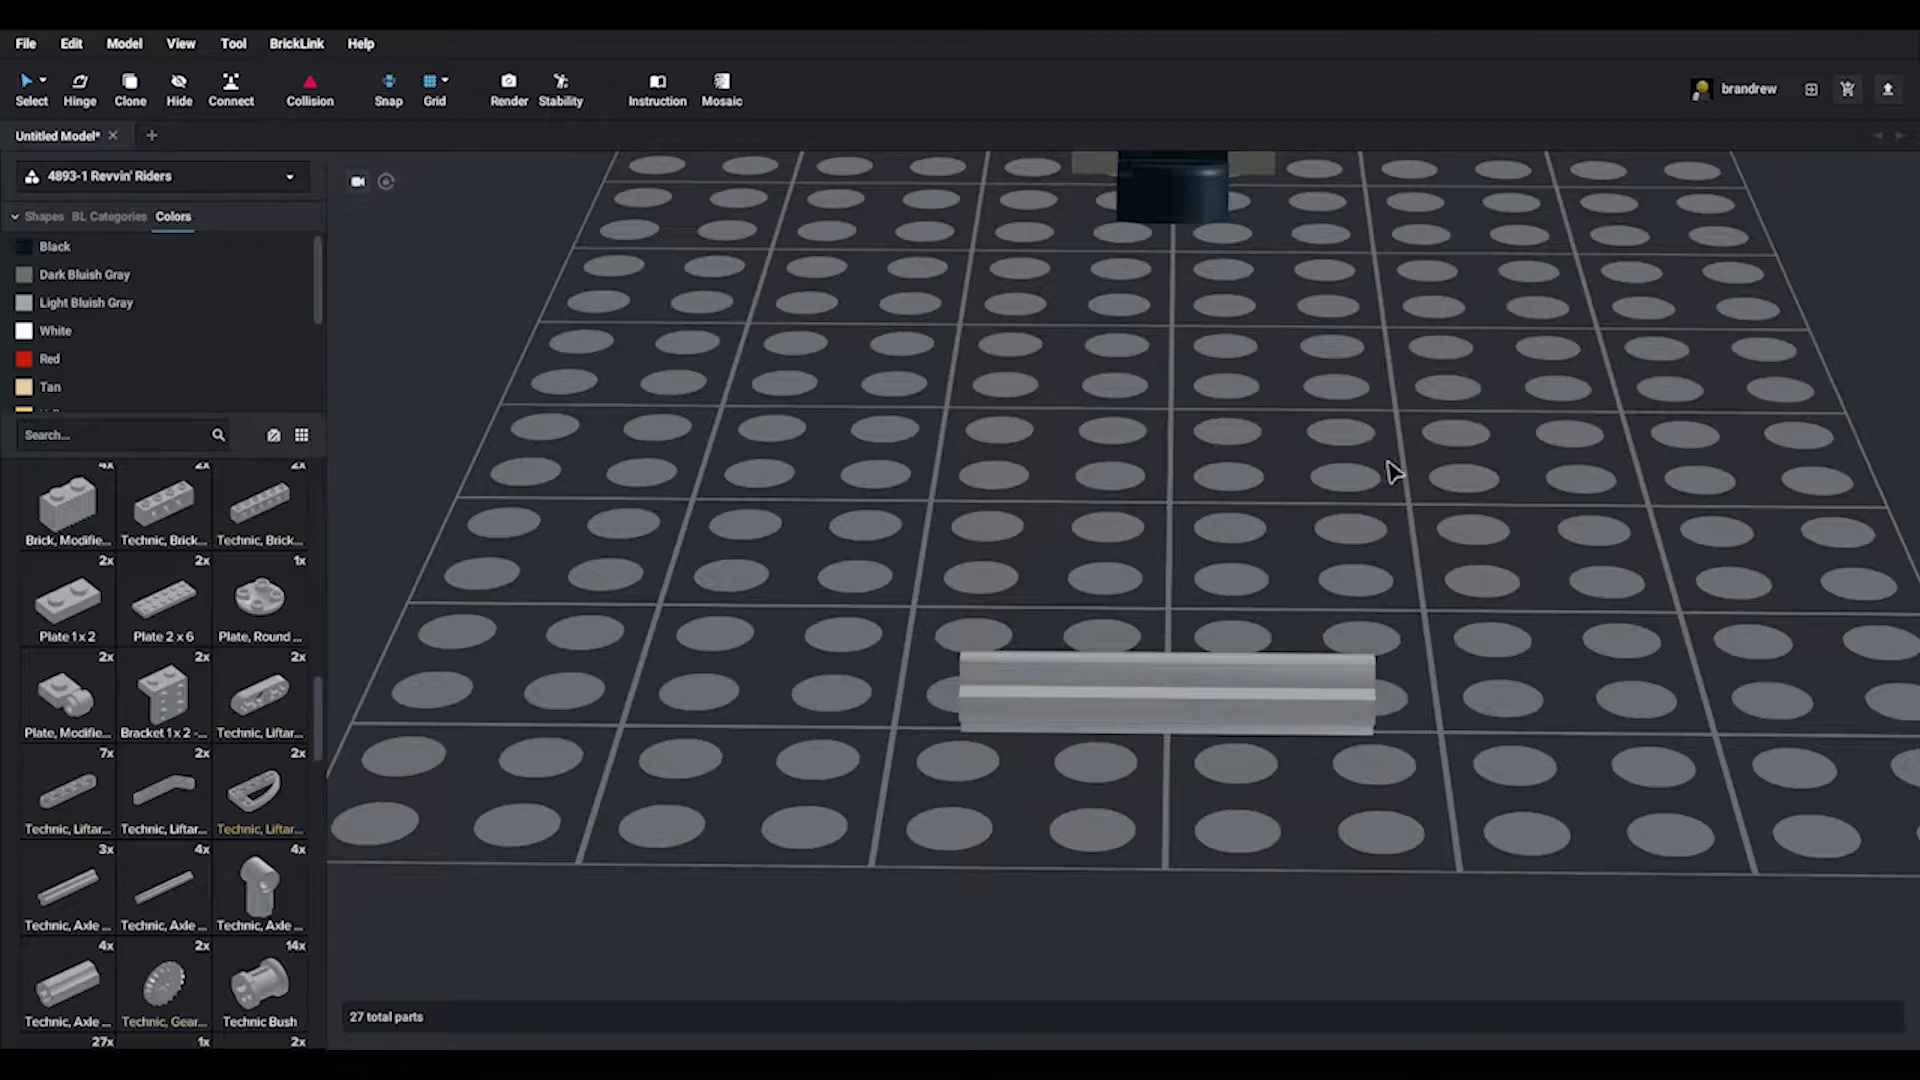 File Edit Model View Tool BrickLink Help
Select Hinge Clone Hide Connect Collision Snap Grid Render Stability Instruction Mosaic brandrew
Untitled Model*
4893-1 Revvin' Riders
Shapes BL Categories Colors
Black
Dark Bluish Gray
Light Bluish Gray
White
Red
Tan
Search...
4x 2x 2x
Brick, Modifie... Technic, Brick... Technic, Brick...
2x 2x 1x
Plate 1 x 2 Plate 2 x 6 Plate, Round ...
2x 2x 2x
Plate, Modifie... Bracket 1 x 2 -... Technic, Liftar...
7x 2x 2x
Technic, Liftar... Technic, Liftar... Technic, Liftar...
3x 4x 4x
Technic, Axle ... Technic, Axle ... Technic, Axle ...
4x 2x 14x
Technic, Axle ... Technic, Gear... Technic Bush
27x 1x 2x
27 total parts